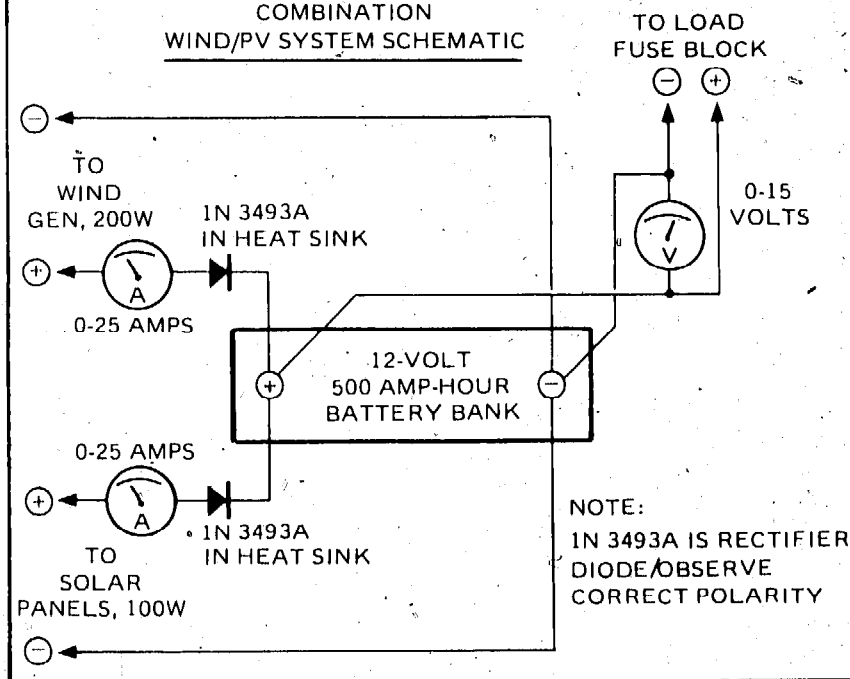 COMBINATION
WIND/PV SYSTEM SCHEMATIC
TO LOAD
FUSE BLOCK
− +
−
TO
WIND
GEN, 200W
1N 3493A
IN HEAT SINK
+
A
0-25 AMPS
0-15
VOLTS
V
12-VOLT
500 AMP-HOUR
BATTERY BANK
+
−
0-25 AMPS
+
A
1N 3493A
IN HEAT SINK
TO
SOLAR
PANELS, 100W
−
NOTE:
1N 3493A IS RECTIFIER
DIODE/OBSERVE
CORRECT POLARITY